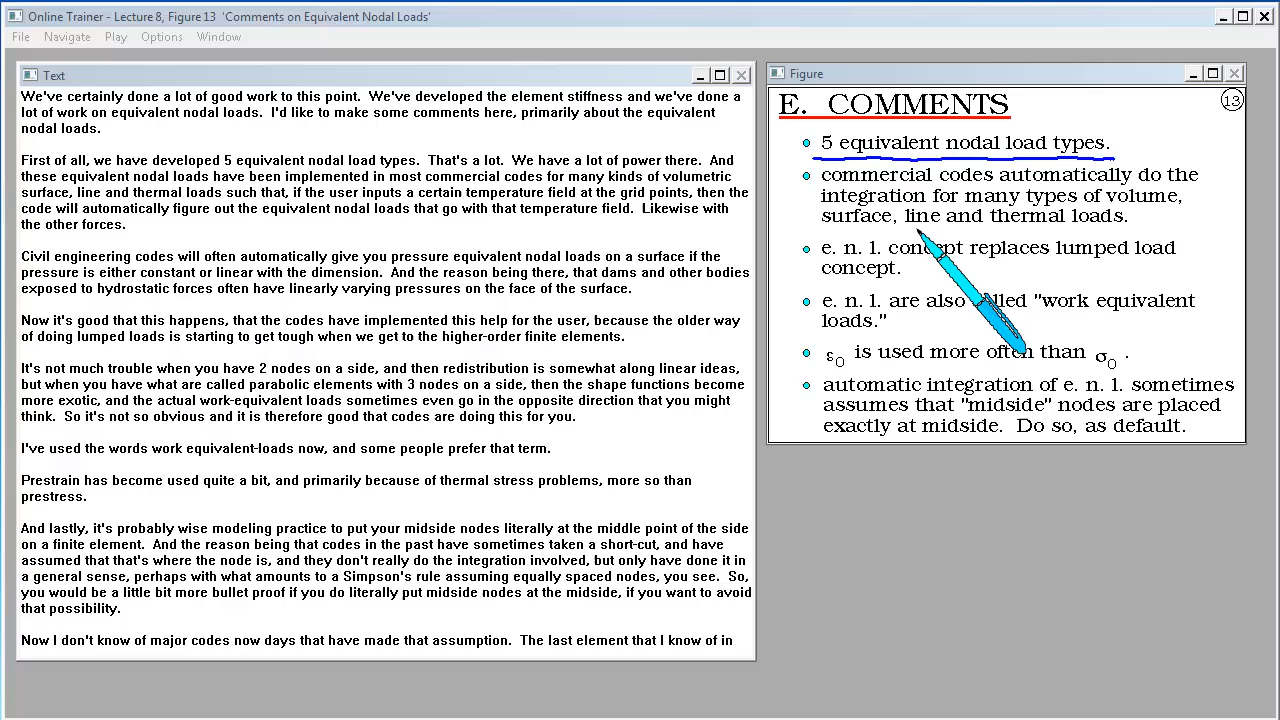 Online Trainer - Lecture 8, Figure 13 'Comments on Equivalent Nodal Loads'
File Navigate Play Options Window
Text
We've certainly done a lot of good work to this point. We've developed the element stiffness and we've done a
lot of work on equivalent nodal loads. I'd like to make some comments here, primarily about the equivalent
nodal loads.
First of all, we have developed 5 equivalent nodal load types. That's a lot. We have a lot of power there. And
these equivalent nodal loads have been implemented in most commercial codes for many kinds of volumetric
surface, line and thermal loads such that, if the user inputs a certain temperature field at the grid points, then the
code will automatically figure out the equivalent nodal loads that go with that temperature field. Likewise with
the other forces.
Civil engineering codes will often automatically give you pressure equivalent nodal loads on a surface if the
pressure is either constant or linear with the dimension. And the reason being there, that dams and other bodies
exposed to hydrostatic forces often have linearly varying pressures on the face of the surface.
Now it's good that this happens, that the codes have implemented this help for the user, because the older way
of doing lumped loads is starting to get tough when we get to the higher-order finite elements.
It's not much trouble when you have 2 nodes on a side, and then redistribution is somewhat along linear ideas,
but when you have what are called parabolic elements with 3 nodes on a side, then the shape functions become
more exotic, and the actual work-equivalent loads sometimes even go in the opposite direction that you might
think. So it's not so obvious and it is therefore good that codes are doing this for you.
I've used the words work equivalent-loads now, and some people prefer that term.
Prestrain has become used quite a bit, and primarily because of thermal stress problems, more so than
prestress.
And lastly, it's probably wise modeling practice to put your midside nodes literally at the middle point of the side
on a finite element. And the reason being that codes in the past have sometimes taken a short-cut, and have
assumed that that's where the node is, and they don't really do the integration involved, but only have done it in
a general sense, perhaps with what amounts to a Simpson's rule assuming equally spaced nodes, you see. So,
you would be a little bit more bullet proof if you do literally put midside nodes at the midside, if you want to avoid
that possibility.
Now I don't know of major codes now days that have made that assumption. The last element that I know of in
Figure
E. COMMENTS
13
5 equivalent nodal load types.
commercial codes automatically do the
integration for many types of volume,
surface, line and thermal loads.
e. n. l. concept replaces lumped load
concept.
e. n. l. are also called "work equivalent
loads."
ε0 is used more often than σ0 .
automatic integration of e. n. l. sometimes
assumes that "midside" nodes are placed
exactly at midside. Do so, as default.